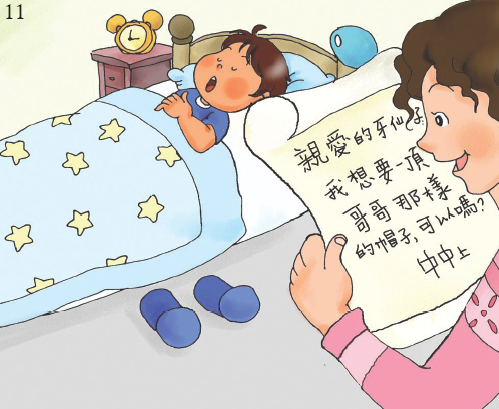 11
親愛的牙仙子
我想要一頂
哥哥那樣
的帽子,可以嗎?
中中上